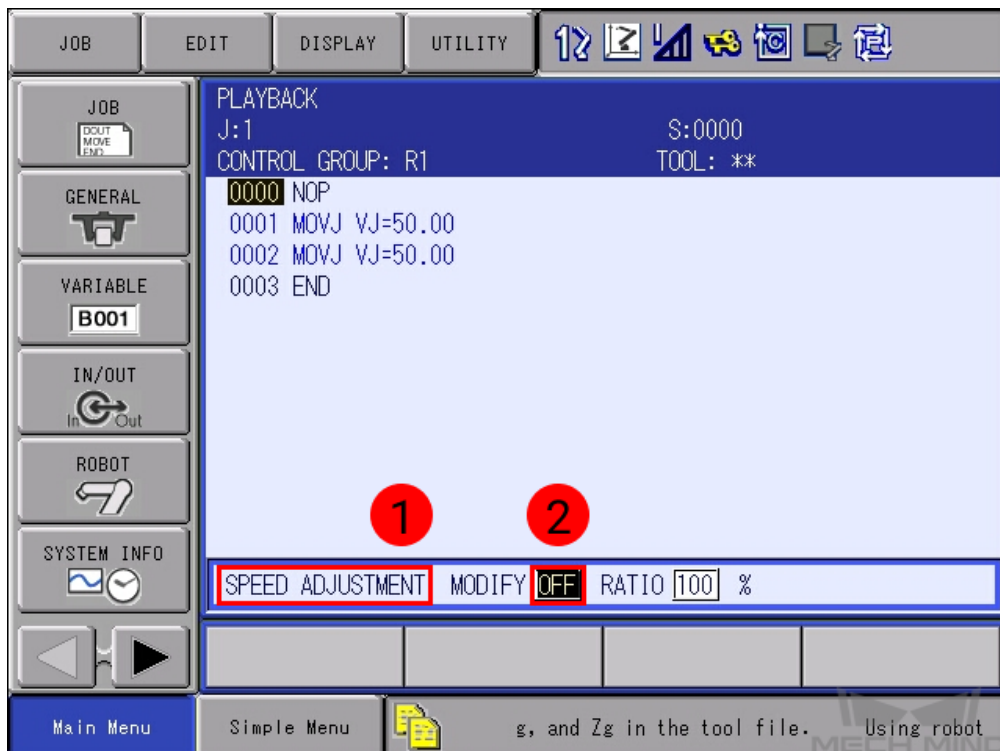 JOB EDIT DISPLAY UTILITY
JOB
DOUT
MOVE
END
GENERAL
VARIABLE
B001
IN/OUT
In Out
ROBOT
SYSTEM INFO
PLAYBACK
J:1 S:0000
CONTROL GROUP: R1 TOOL: **
0000 NOP
0001 MOVJ VJ=50.00
0002 MOVJ VJ=50.00
0003 END
1 2
SPEED ADJUSTMENT MODIFY OFF RATIO 100 %
Main Menu Simple Menu g, and Zg in the tool file. Using robot
MECH MIND